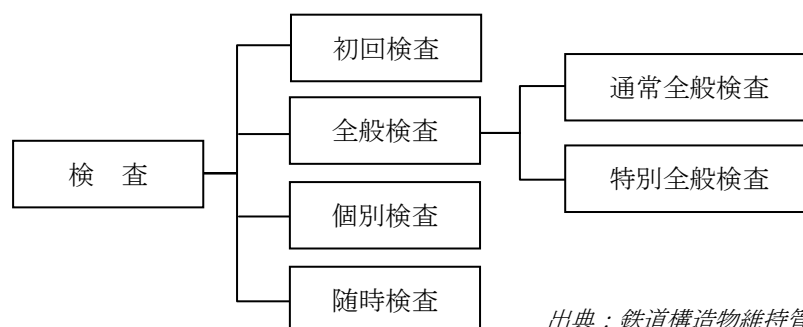 初回検査
通常全般検査
全般検査
検　査
特別全般検査
個別検査
随時検査
出典：鉄道構造物維持管